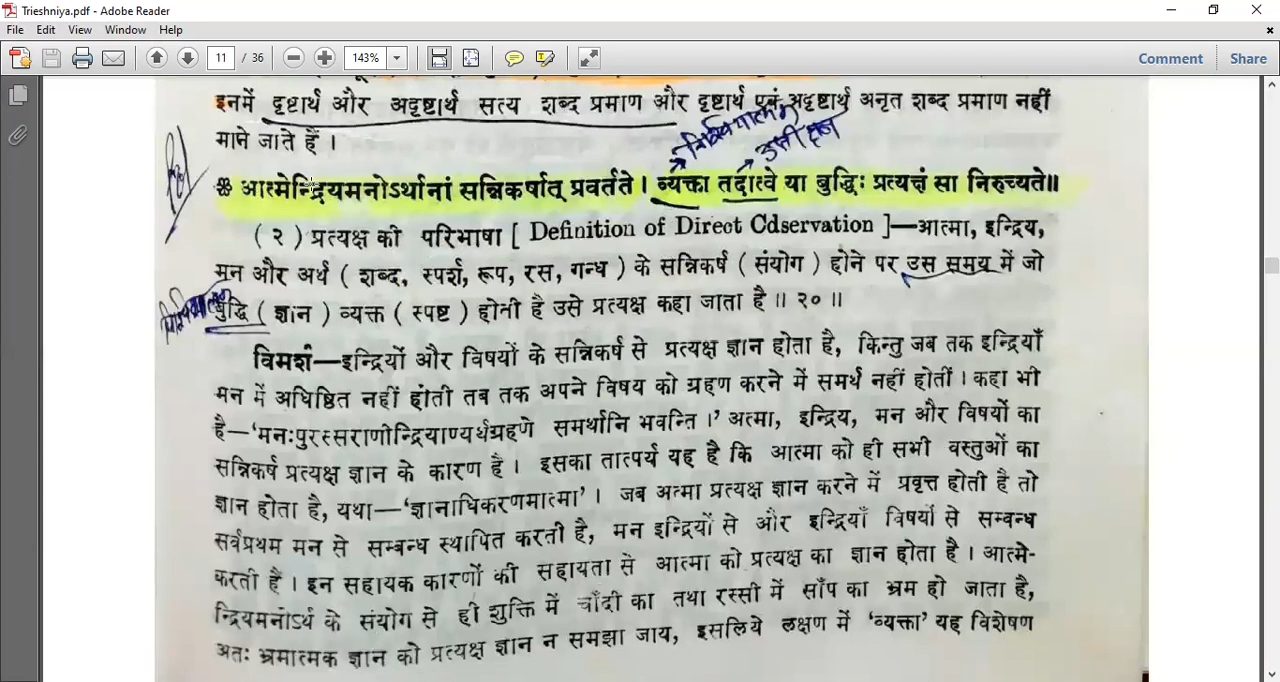 Trieshniya.pdf - Adobe Reader
File Edit View Window Help
11 / 36 143% Comment Share
इनमें दृष्टार्थ और अदृष्टार्थ सत्य शब्द प्रमाण और दृष्टार्थ एवं अदृष्टार्थ अनृत शब्द प्रमाण नहीं
माने जाते हैं ।
आत्मेन्द्रियमनोऽर्थानां सन्निकर्षात् प्रवर्तते । व्यक्ता तदात्वे या बुद्धिः प्रत्यक्षं सा निरुच्यते॥
( २ ) प्रत्यक्ष की परिभाषा [ Definition of Direct Cdservation ]—आत्मा, इन्द्रिय,
मन और अर्थ ( शब्द, स्पर्श, रूप, रस, गन्ध ) के सन्निकर्ष ( संयोग ) होने पर उस समय में जो
बुद्धि ( ज्ञान ) व्यक्त ( स्पष्ट ) होती है उसे प्रत्यक्ष कहा जाता है ॥ २० ॥
विमर्श—इन्द्रियों और विषयों के सन्निकर्ष से प्रत्यक्ष ज्ञान होता है, किन्तु जब तक इन्द्रियाँ
मन में अधिष्ठित नहीं होती तब तक अपने विषय को ग्रहण करने में समर्थ नहीं होतीं । कहा भी
है—'मनःपुरस्सराणीन्द्रियाण्यर्थग्रहणे समर्थानि भवन्ति ।' अत्मा, इन्द्रिय, मन और विषयों का
सन्निकर्ष प्रत्यक्ष ज्ञान के कारण है । इसका तात्पर्य यह है कि आत्मा को ही सभी वस्तुओं का
ज्ञान होता है, यथा—'ज्ञानाधिकरणमात्मा' । जब अत्मा प्रत्यक्ष ज्ञान करने में प्रवृत्त होती है तो
सर्वप्रथम मन से सम्बन्ध स्थापित करती है, मन इन्द्रियों से और इन्द्रियाँ विषयों से सम्बन्ध
करती है । इन सहायक कारणों की सहायता से आत्मा को प्रत्यक्ष का ज्ञान होता है । आत्मे-
न्द्रियमनोऽर्थ के संयोग से ही शुक्ति में चाँदी का तथा रस्सी में साँप का भ्रम हो जाता है,
अतः भ्रमात्मक ज्ञान को प्रत्यक्ष ज्ञान न समझा जाय, इसलिये लक्षण में 'व्यक्ता' यह विशेषण